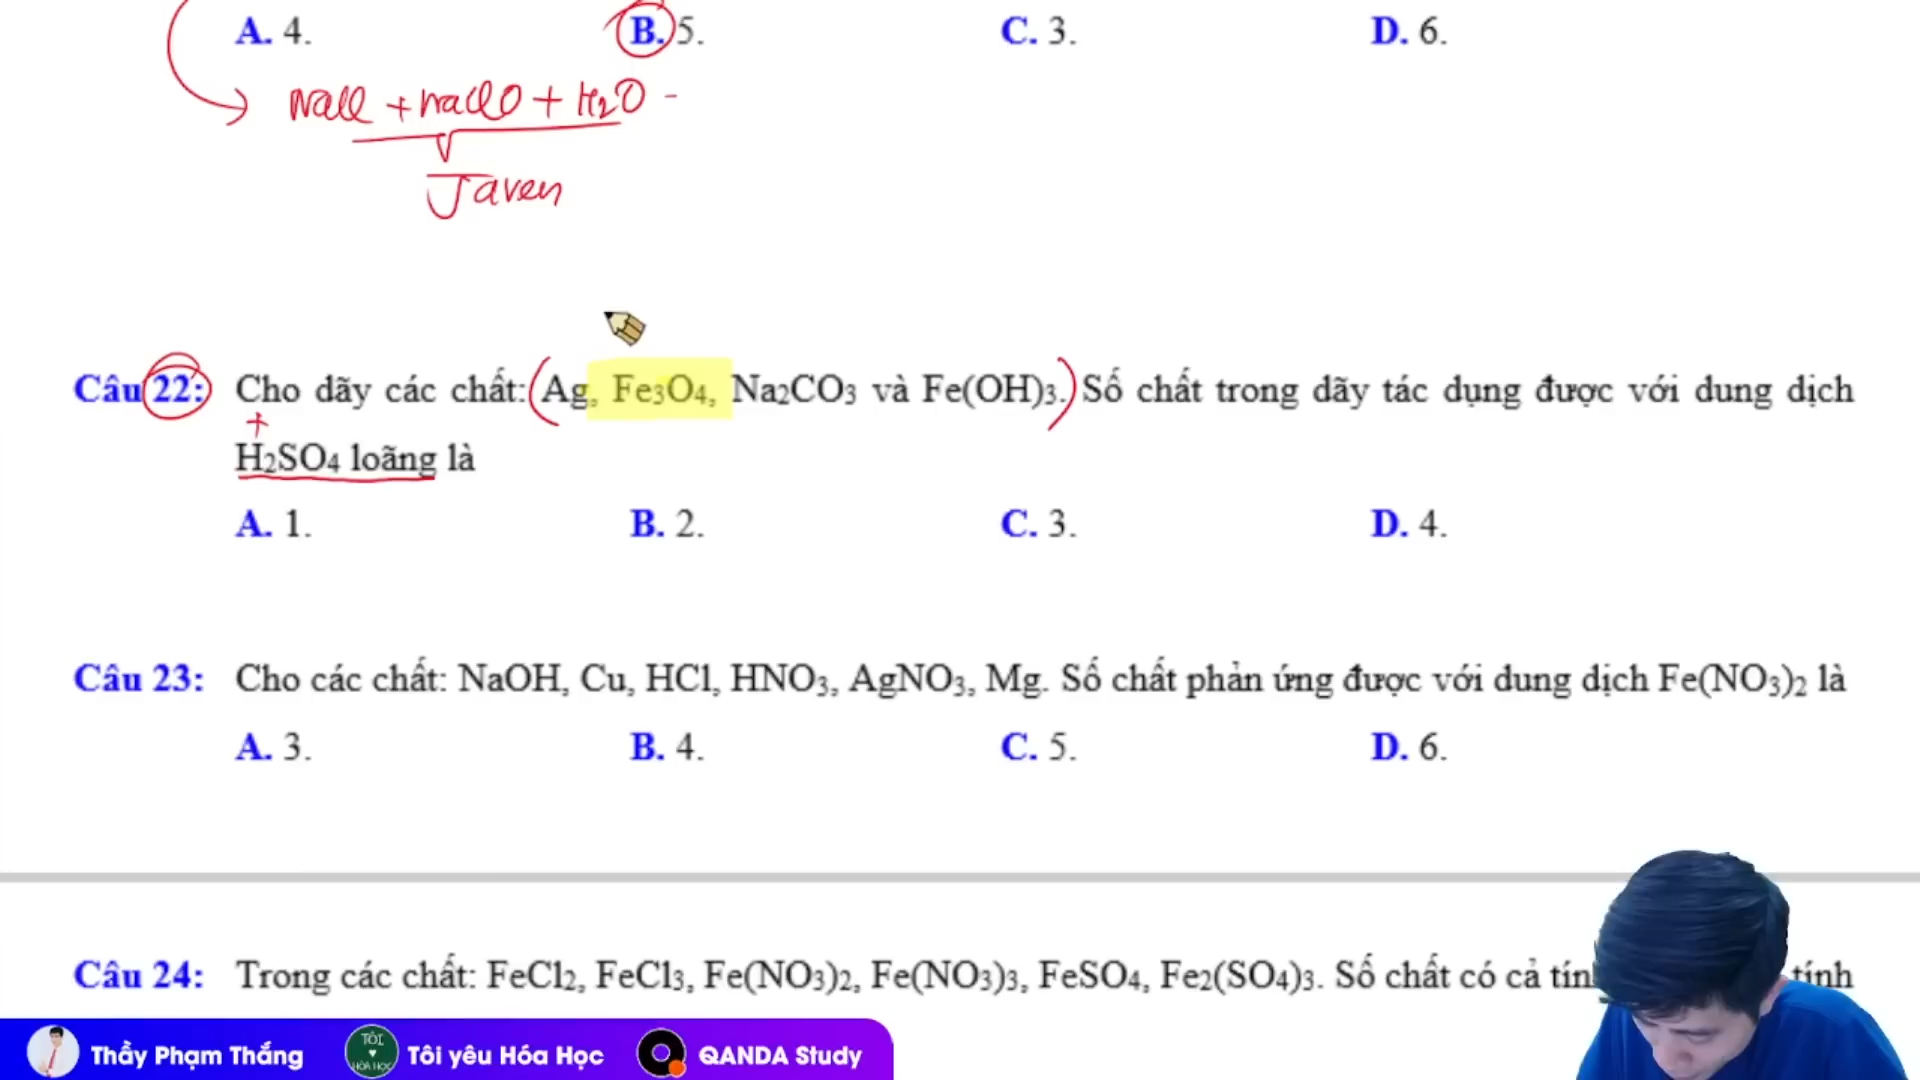 A. 4. B. 5. C. 3. D. 6.
NaCl + NaClO + H2O
Javen
Câu 22: Cho dãy các chất: (Ag, Fe3O4, Na2CO3 và Fe(OH)3.) Số chất trong dãy tác dụng được với dung dịch
+
H2SO4 loãng là
A. 1. B. 2. C. 3. D. 4.
Câu 23: Cho các chất: NaOH, Cu, HCl, HNO3, AgNO3, Mg. Số chất phản ứng được với dung dịch Fe(NO3)2 là
A. 3. B. 4. C. 5. D. 6.
Câu 24: Trong các chất: FeCl2, FeCl3, Fe(NO3)2, Fe(NO3)3, FeSO4, Fe2(SO4)3. Số chất có cả tính
Thầy Phạm Thắng TÔI ♥ HÓA HỌC Tôi yêu Hóa Học QANDA Study